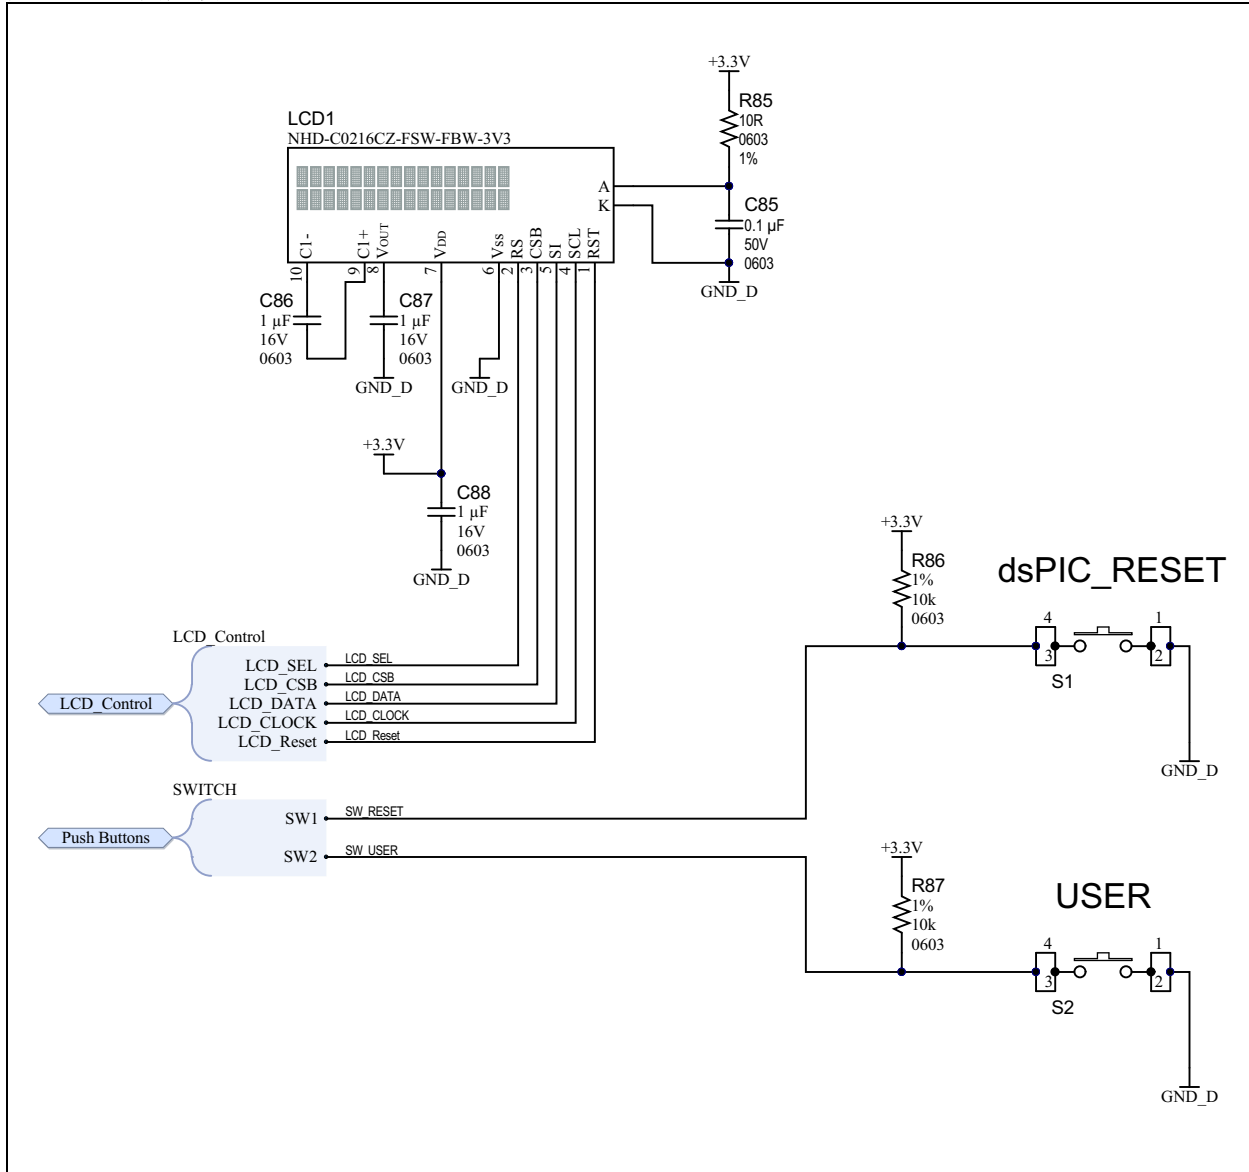 +3.3V
R85
10R
0603
1%
LCD1
NHD-C0216CZ-FSW-FBW-3V3
A
K
C85
0.1 µF
50V
0603
GND_D
C1-
C1+
VOUT
VDD
Vss
RS
CSB
SI
SCL
RST
10
9
8
7
6
2
3
5
4
1
C86
1 µF
16V
0603
C87
1 µF
16V
0603
GND_D
GND_D
+3.3V
C88
1 µF
16V
0603
GND_D
+3.3V
R86
1%
10k
0603
dsPIC_RESET
4
3
1
2
S1
GND_D
LCD_Control
LCD_Control
LCD_SEL
LCD_CSB
LCD_DATA
LCD_CLOCK
LCD_Reset
LCD_SEL
LCD_CSB
LCD_DATA
LCD_CLOCK
LCD_Reset
SWITCH
Push Buttons
SW1
SW2
SW_RESET
SW_USER
+3.3V
R87
1%
10k
0603
USER
4
3
1
2
S2
GND_D